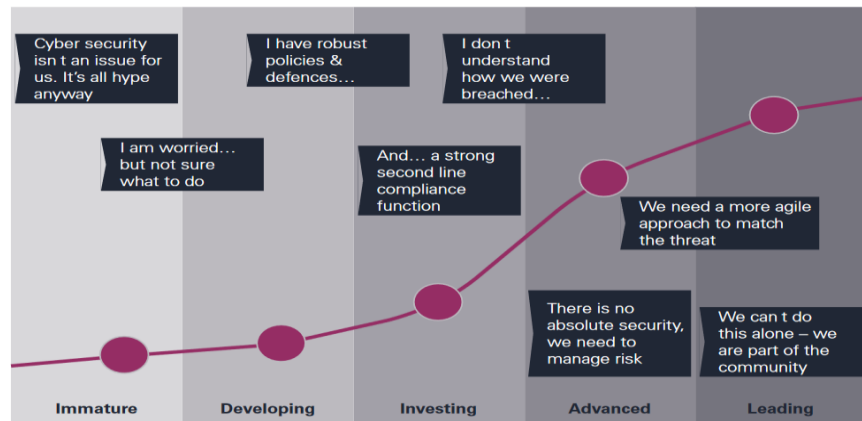 Cyber security
isn t an issue for
us. It's all hype
anyway
I have robust
policies &
defences...
I don t
understand
how we were
breached...
I am worried...
but not sure
what to do
And... a strong
second line
compliance
function
We need a more agile
approach to match
the threat
There is no
absolute security,
we need to
manage risk
We can t do
this alone – we
are part of the
community
Immature
Developing
Investing
Advanced
Leading